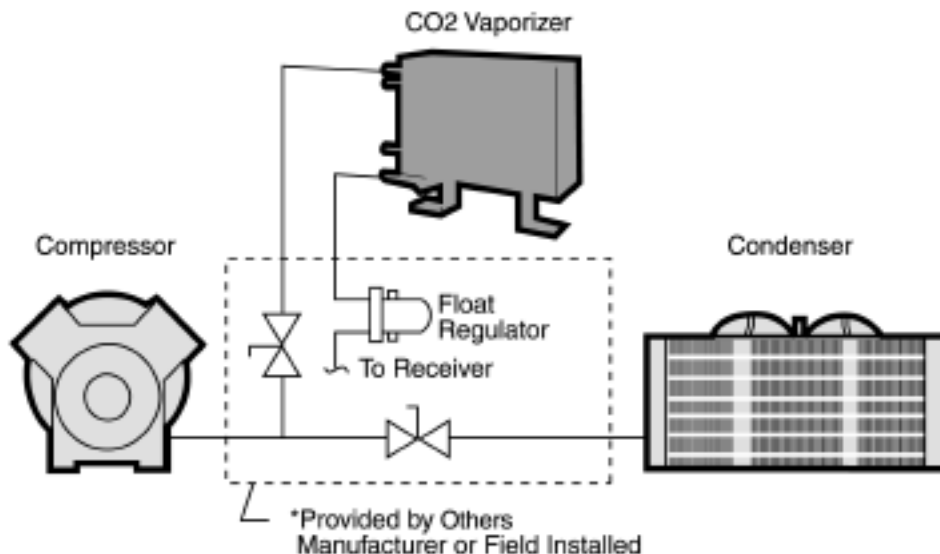 CO2 Vaporizer
Compressor
Condenser
Float
Regulator
To Receiver
*Provided by Others
Manufacturer or Field Installed